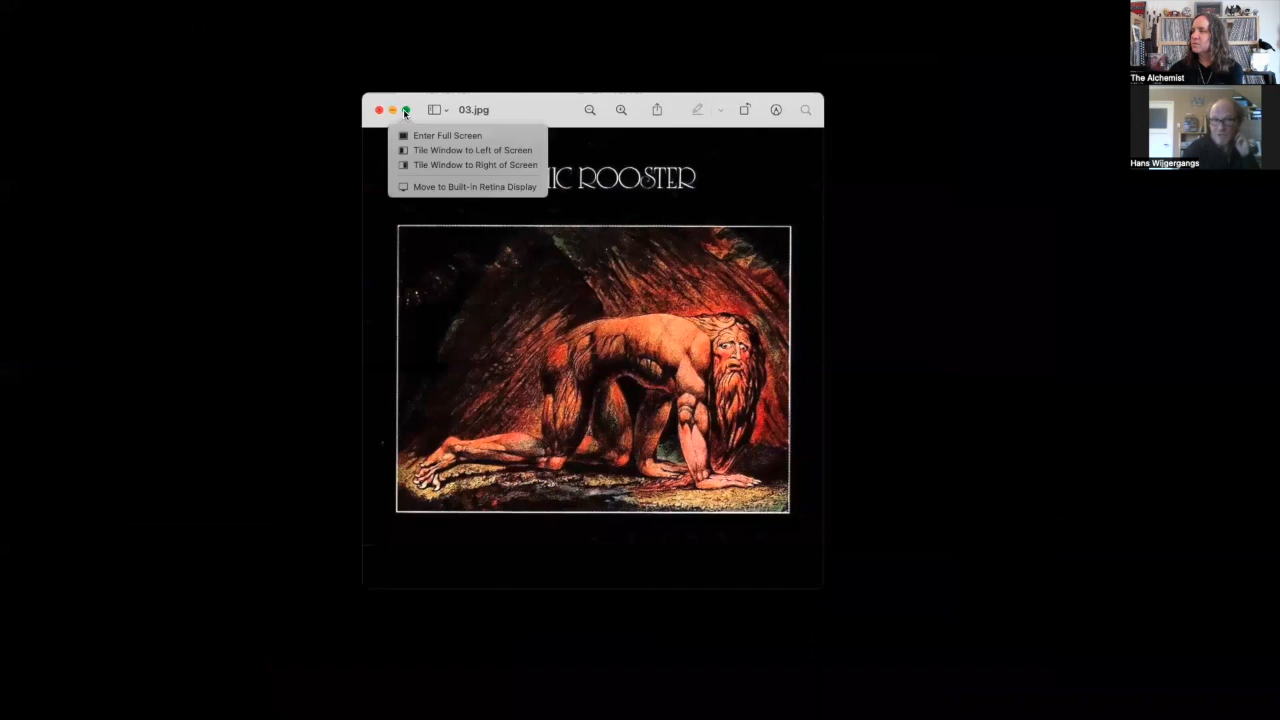 The Alchemist
Hans Wijgergangs
03.jpg
Enter Full Screen
Tile Window to Left of Screen
Tile Window to Right of Screen
Move to Built-in Retina Display
IC ROOSTER